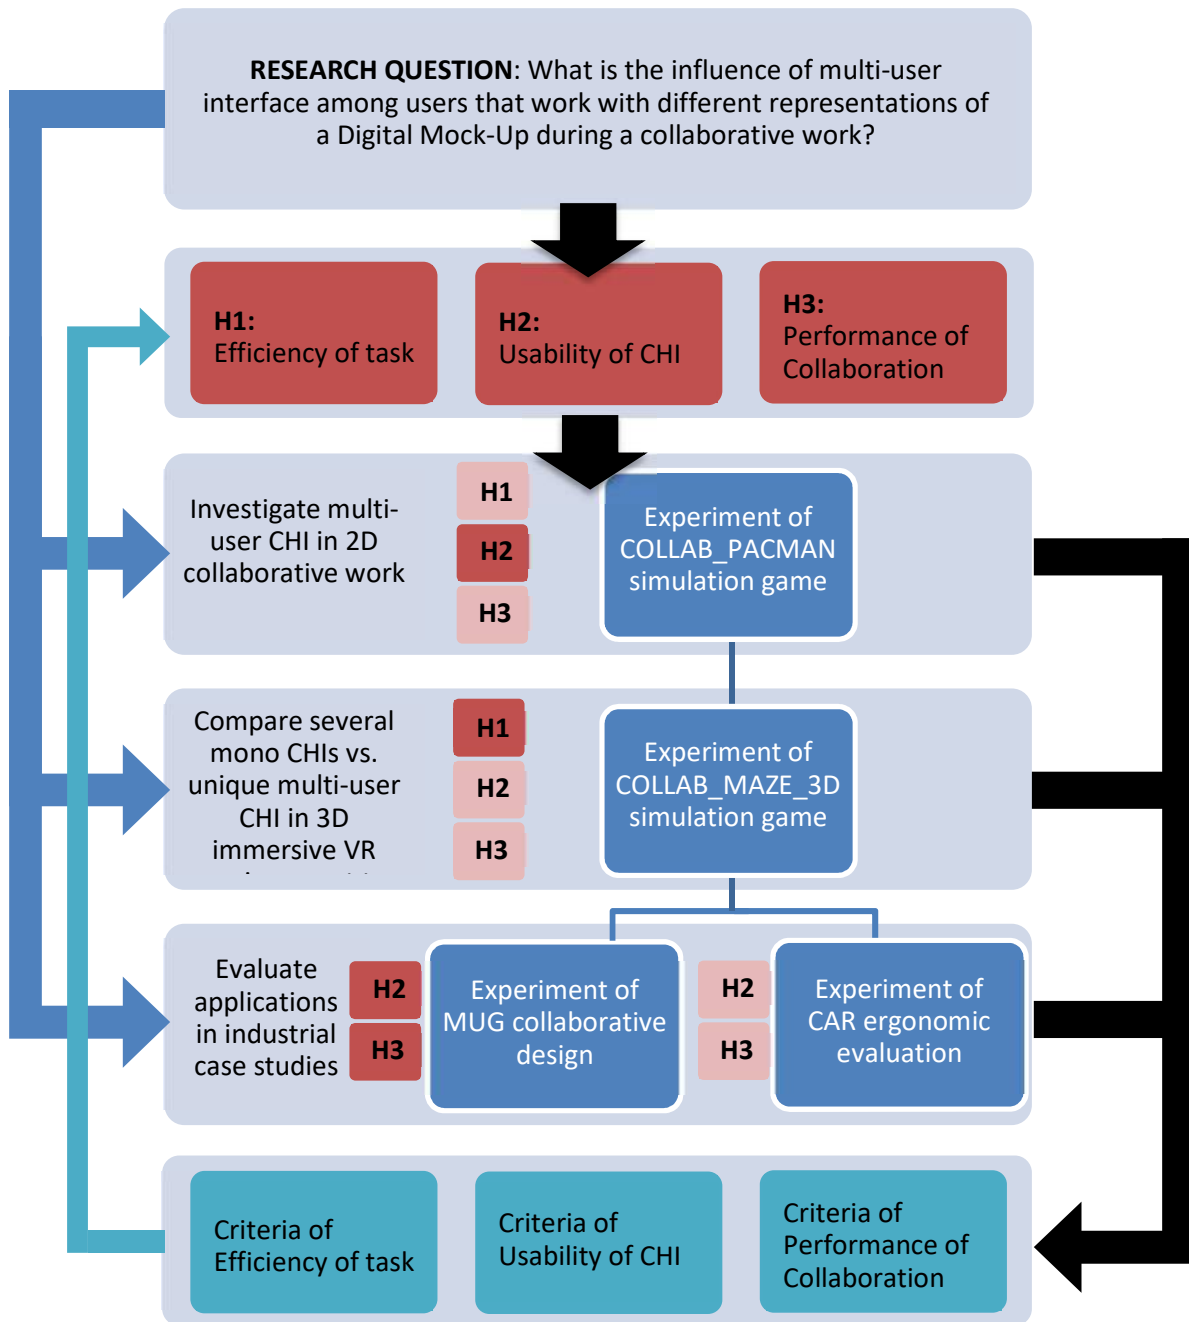 RESEARCH QUESTION: What is the influence of multi-user
interface among users that work with different representations of
a Digital Mock-Up during a collaborative work?
H1:
Efficiency of task
H2:
Usability of CHI
H3:
Performance of
Collaboration
Investigate multi-
user CHI in 2D
collaborative work
H1
H2
H3
Experiment of
COLLAB_PACMAN
simulation game
Compare several
mono CHIs vs.
unique multi-user
CHI in 3D
immersive VR
H1
H2
H3
Experiment of
COLLAB_MAZE_3D
simulation game
Evaluate
applications
in industrial
case studies
H2
H3
Experiment of
MUG collaborative
design
H2
H3
Experiment of
CAR ergonomic
evaluation
Criteria of
Efficiency of task
Criteria of
Usability of CHI
Criteria of
Performance of
Collaboration